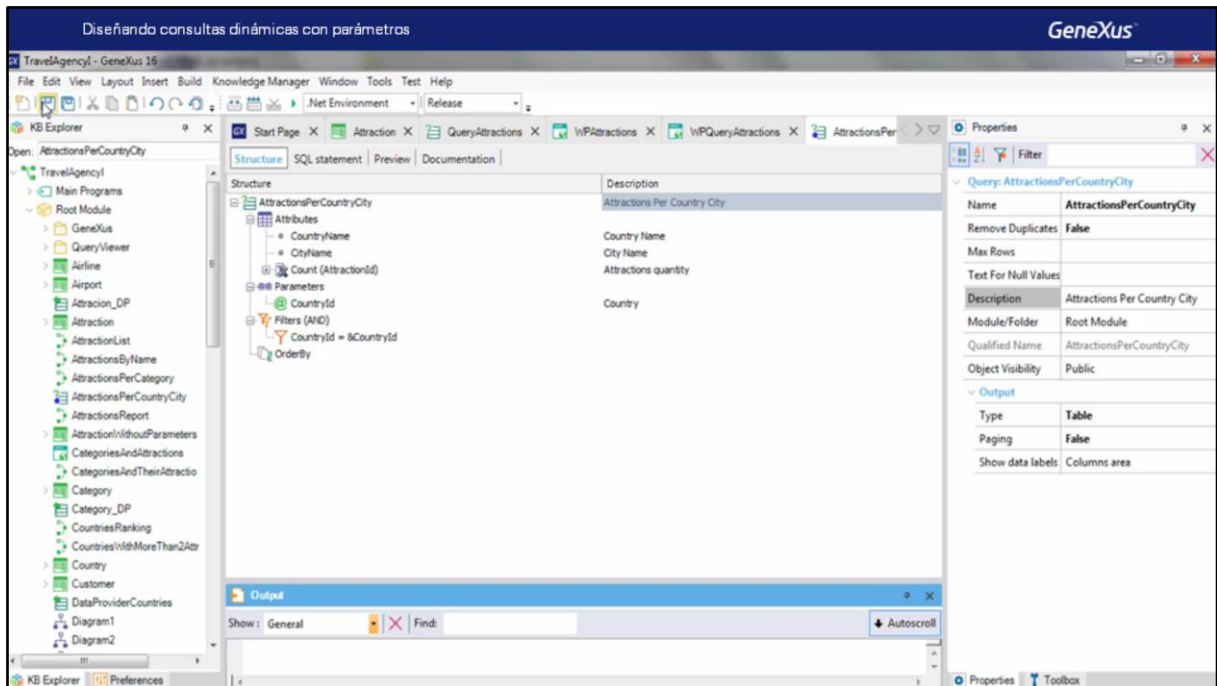 Diseñando consultas dinámicas con parámetros
GeneXus™
TravelAgencyI - GeneXus 16
File Edit View Layout Insert Build Knowledge Manager Window Tools Test Help
.Net Environment Release
KB Explorer
Open: AttractionsPerCountryCity
TravelAgencyI
Main Programs
Root Module
GeneXus
QueryViewer
Airline
Airport
Attracion_DP
Attraction
AttractionList
AttractionsByName
AttractionsPerCategory
AttractionsPerCountryCity
AttractionsReport
AttractionWithoutParameters
CategoriesAndAttractions
CategoriesAndTheirAttractio
Category
Category_DP
CountriesRanking
CountriesWithMoreThan2Attr
Country
Customer
DataProviderCountries
Diagram1
Diagram2
KB Explorer Preferences
Start Page X Attraction X QueryAttractions X WPAttractions X WPQueryAttractions X AttractionsPer
Structure SQL statement Preview Documentation
Structure Description
AttractionsPerCountryCity Attractions Per Country City
Attributes
CountryName Country Name
CityName City Name
Count (AttractionId) Attractions quantity
Parameters
CountryId Country
Filters (AND)
CountryId = &CountryId
OrderBy
Output
Show: General Find: Autoscroll
Properties
Filter
Query: AttractionsPerCountryCity
Name AttractionsPerCountryCity
Remove Duplicates False
Max Rows
Text For Null Values
Description Attractions Per Country City
Module/Folder Root Module
Qualified Name AttractionsPerCountryCity
Object Visibility Public
Output
Type Table
Paging False
Show data labels Columns area
Properties Toolbox